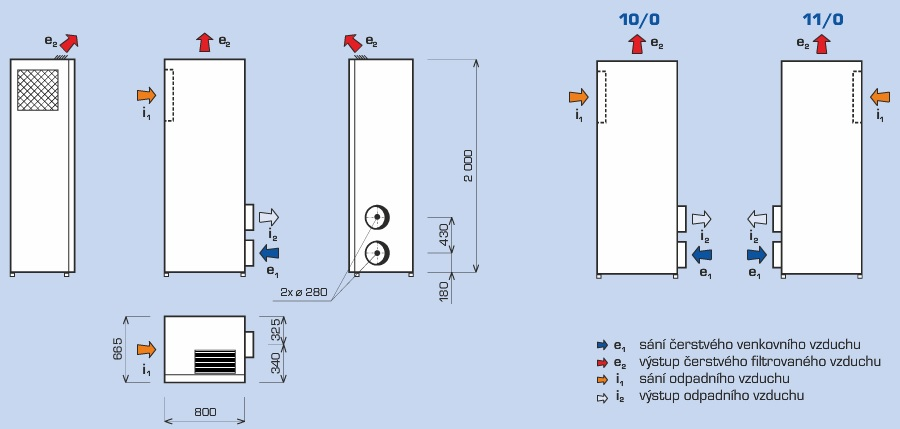 10/0
11/0
e₂
e₂
e₂
e₂
e₂
i₁
i₁
i₁
2 000
i₂
e₁
430
180
2x ø 280
i₂
e₁
i₂
e₁
665
i₁
325
340
800
e₁ sání čerstvého venkovního vzduchu
e₂ výstup čerstvého filtrovaného vzduchu
i₁ sání odpadního vzduchu
i₂ výstup odpadního vzduchu